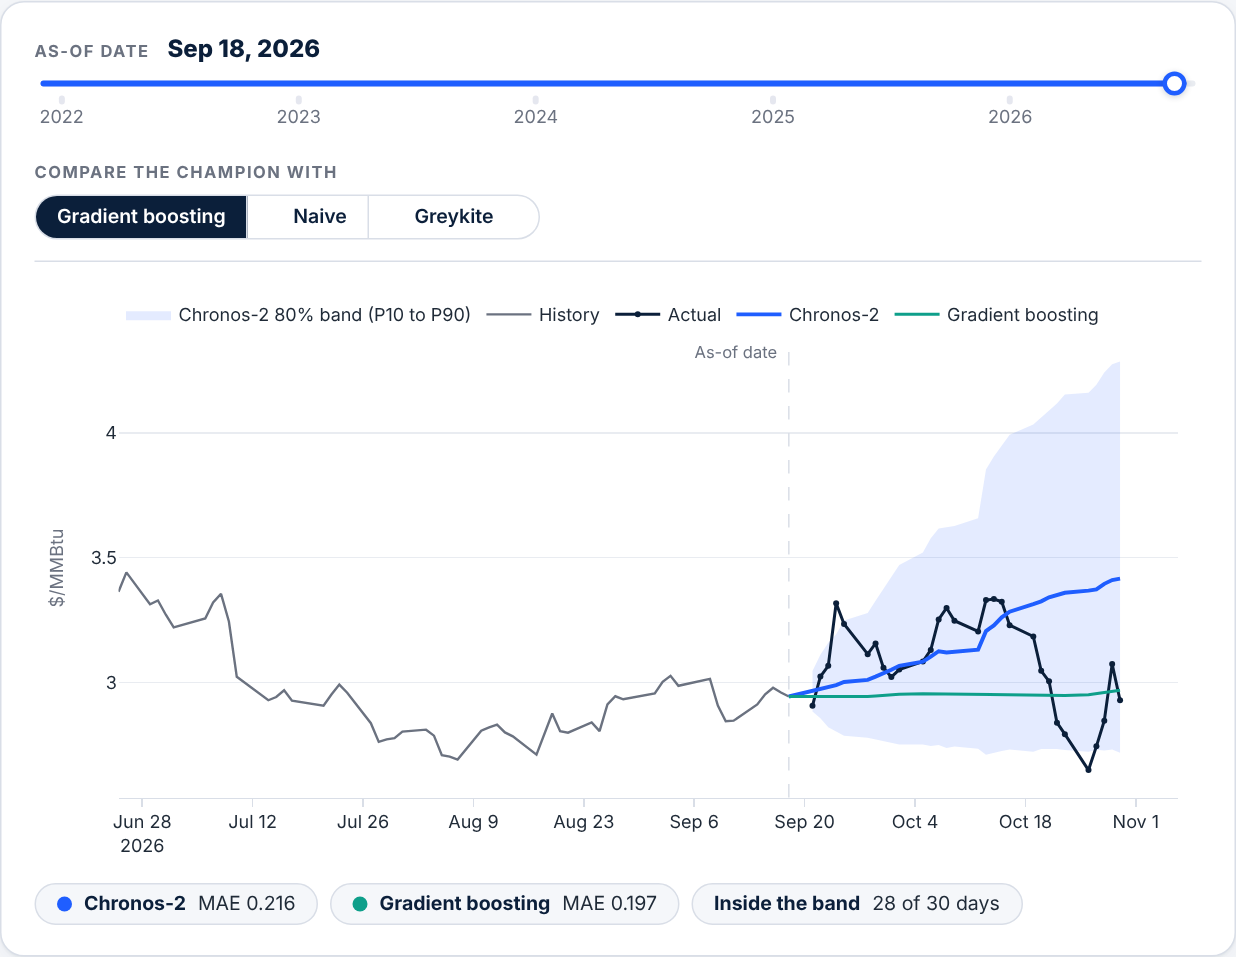 AS-OF DATE Sep 18, 2026
2022 2023 2024 2025 2026
COMPARE THE CHAMPION WITH
Gradient boosting Naive Greykite
Chronos-2 80% band (P10 to P90) History Actual Chronos-2 Gradient boosting
As-of date
4
3.5
3
$/MMBtu
Jun 28 Jul 12 Jul 26 Aug 9 Aug 23 Sep 6 Sep 20 Oct 4 Oct 18 Nov 1
2026
Chronos-2 MAE 0.216 Gradient boosting MAE 0.197 Inside the band 28 of 30 days